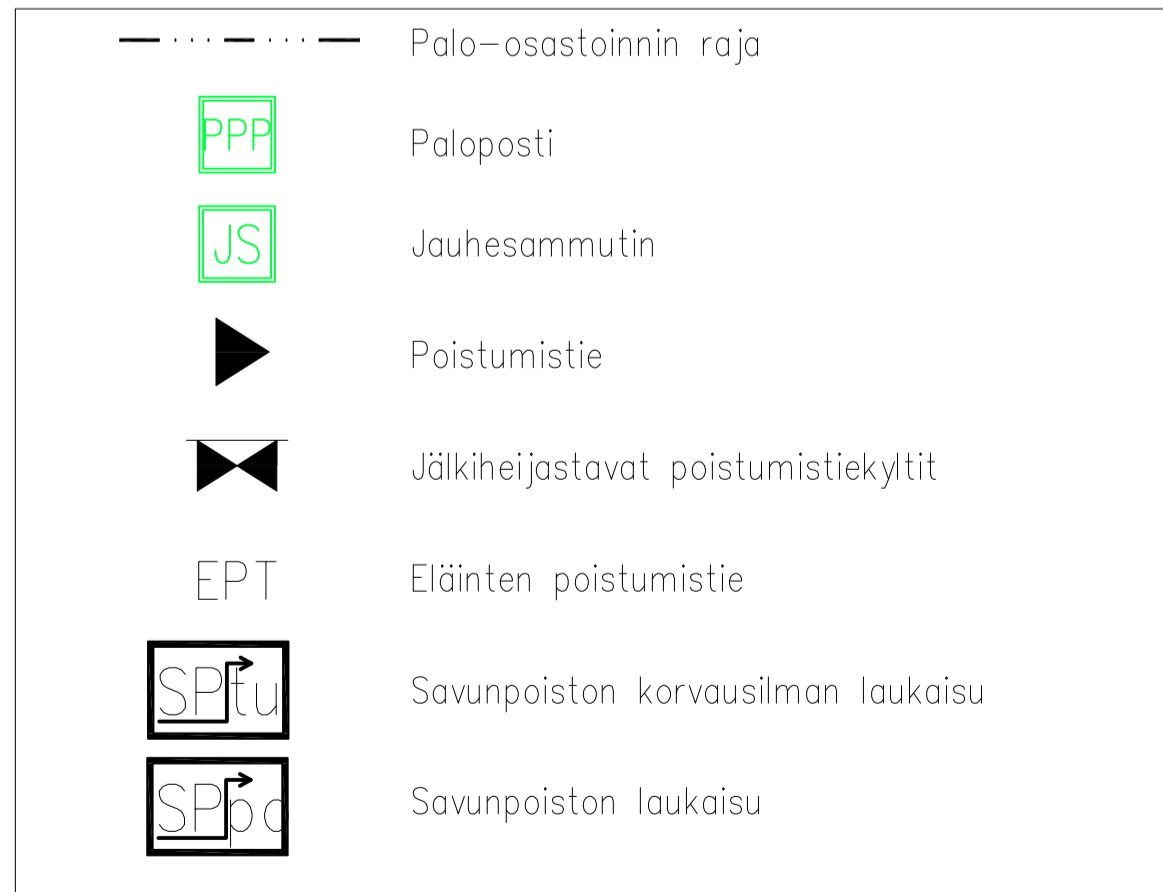 Palo-osastoinnin raja
PPP Paloposti
JS Jauhesammutin
Poistumistie
Jälkiheijastavat poistumistiekyltit
EPT Eläinten poistumistie
SPtu Savunpoiston korvausilman laukaisu
SPpo Savunpoiston laukaisu